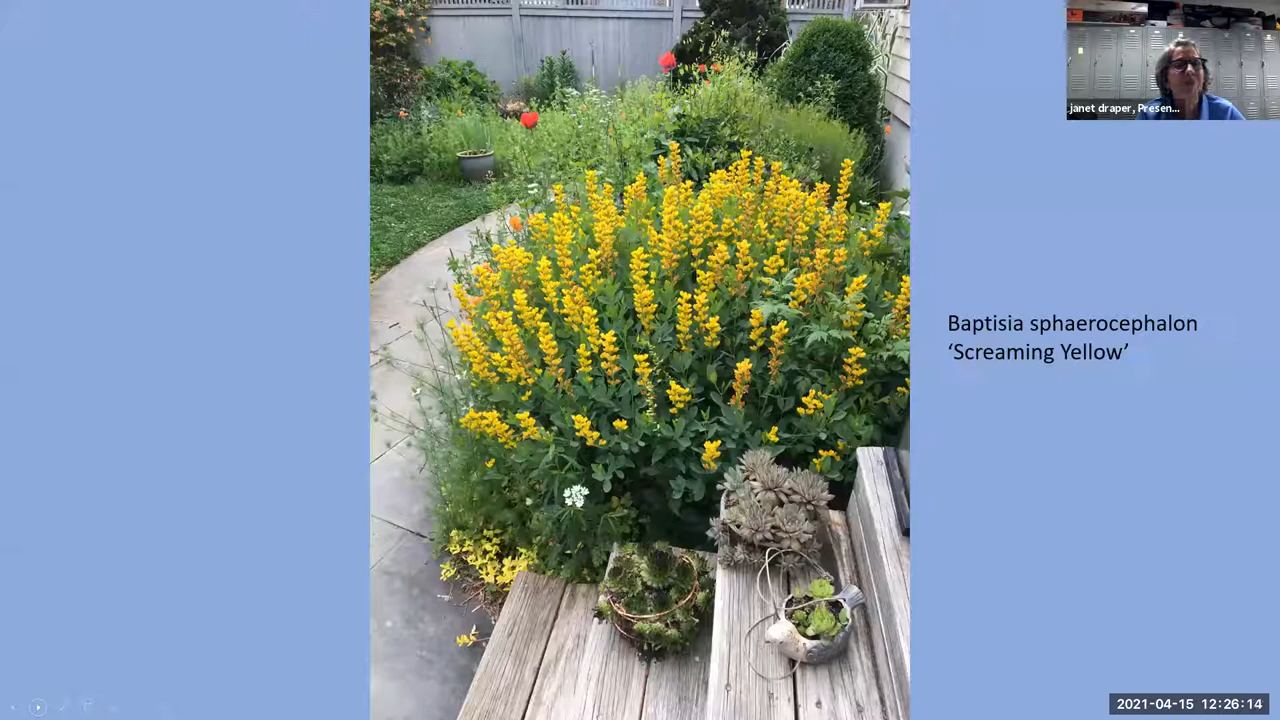 janet draper, Presen...
Baptisia sphaerocephalon
‘Screaming Yellow’
2021-04-15 12:26:14